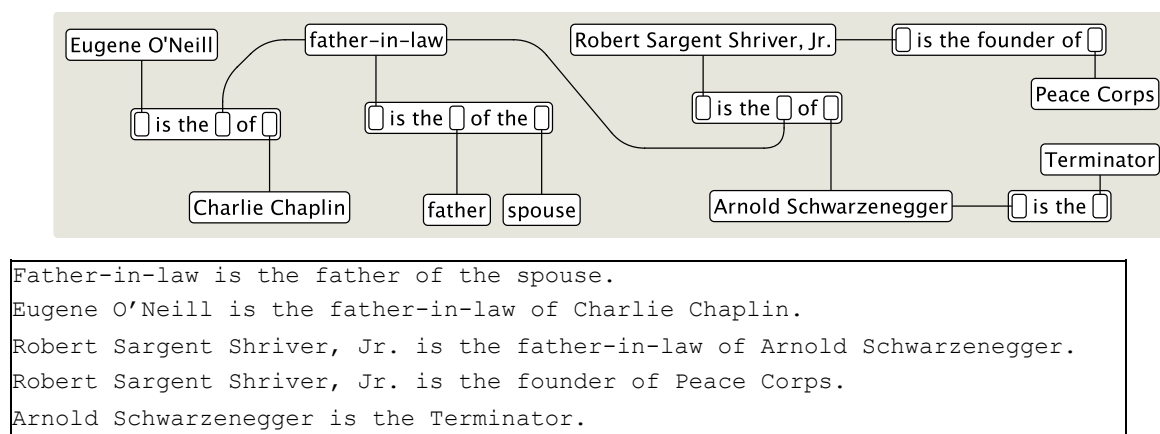 Eugene O'Neill
father-in-law
Robert Sargent Shriver, Jr.
is the founder of
Peace Corps
is the of
is the of the
is the of
Terminator
Charlie Chaplin
father
spouse
Arnold Schwarzenegger
is the
Father-in-law is the father of the spouse.
Eugene O’Neill is the father-in-law of Charlie Chaplin.
Robert Sargent Shriver, Jr. is the father-in-law of Arnold Schwarzenegger.
Robert Sargent Shriver, Jr. is the founder of Peace Corps.
Arnold Schwarzenegger is the Terminator.